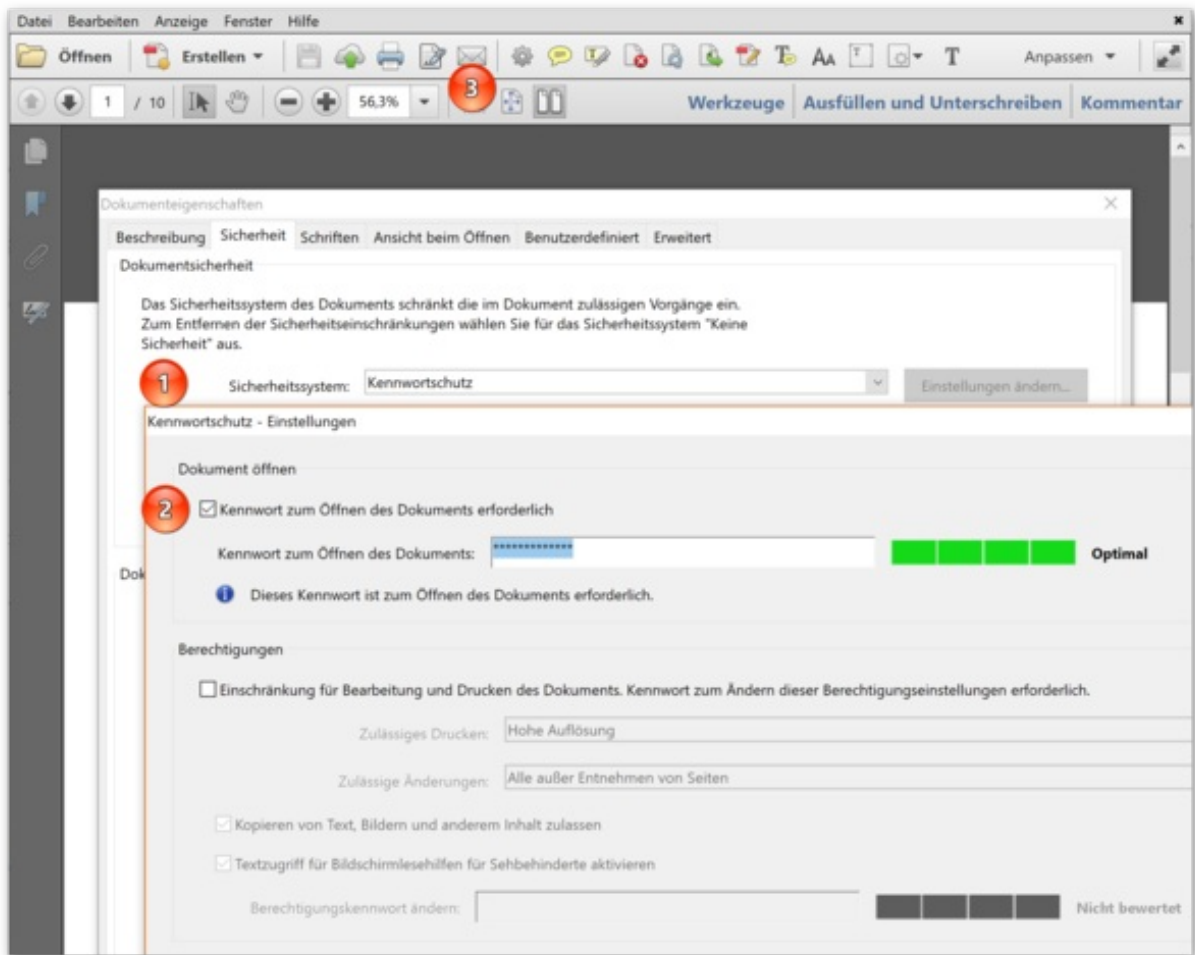 Datei Bearbeiten Anzeige Fenster Hilfe
Öffnen Erstellen Anpassen
1 / 10 56,3% 3 Werkzeuge Ausfüllen und Unterschreiben Kommentar
Dokumenteigenschaften
Beschreibung Sicherheit Schriften Ansicht beim Öffnen Benutzerdefiniert Erweitert
Dokumentsicherheit
Das Sicherheitssystem des Dokuments schränkt die im Dokument zulässigen Vorgänge ein.
Zum Entfernen der Sicherheitseinschränkungen wählen Sie für das Sicherheitssystem "Keine
Sicherheit" aus.
1 Sicherheitssystem: Kennwortschutz Einstellungen ändern...
Kennwortschutz - Einstellungen
Dokument öffnen
2 Kennwort zum Öffnen des Dokuments erforderlich
Kennwort zum Öffnen des Dokuments: ************* Optimal
Dok
Dieses Kennwort ist zum Öffnen des Dokuments erforderlich.
Berechtigungen
Einschränkung für Bearbeitung und Drucken des Dokuments. Kennwort zum Ändern dieser Berechtigungseinstellungen erforderlich.
Zulässiges Drucken: Hohe Auflösung
Zulässige Änderungen: Alle außer Entnehmen von Seiten
Kopieren von Text, Bildern und anderem Inhalt zulassen
Textzugriff für Bildschirmlesehilfen für Sehbehinderte aktivieren
Berechtigungskennwort ändern: Nicht bewertet